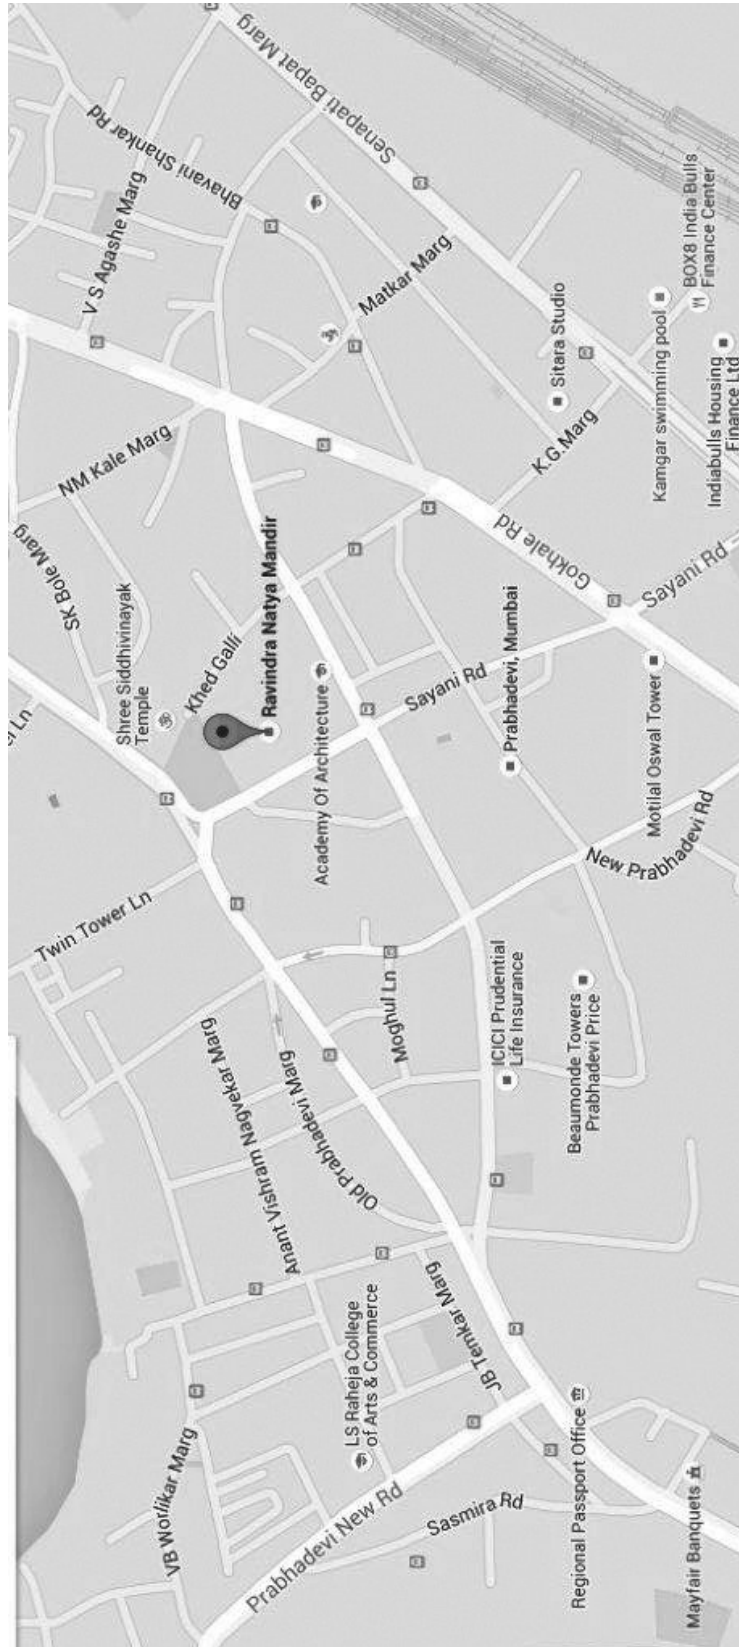 Senapati Bapat Marg
Bhavani Shankar Rd
V S Agashe Marg
Matkar Marg
BOX8 India Bulls
Finance Center
Kamgar swimming pool
Sitara Studio
Indiabulls Housing
Finance Ltd
K.G.Marg
NM Kale Marg
SK Bole Marg
Gokhale Rd
Sayani Rd
Shree Siddhivinayak
Temple
Khed Galli
Ravindra Natya Mandir
Academy Of Architecture
Sayani Rd
Prabhadevi, Mumbai
Motilal Oswal Tower
New Prabhadevi Rd
Twin Tower Ln
Moghul Ln
ICICI Prudential
Life Insurance
Beaumonde Towers
Prabhadevi Price
Anant Vishram Nagvekar Marg
Old Prabhadevi Marg
JB Temkar Marg
LS Raheja College
of Arts & Commerce
VB Worlikar Marg
Prabhadevi New Rd
Sasmira Rd
Regional Passport Office
Mayfair Banquets